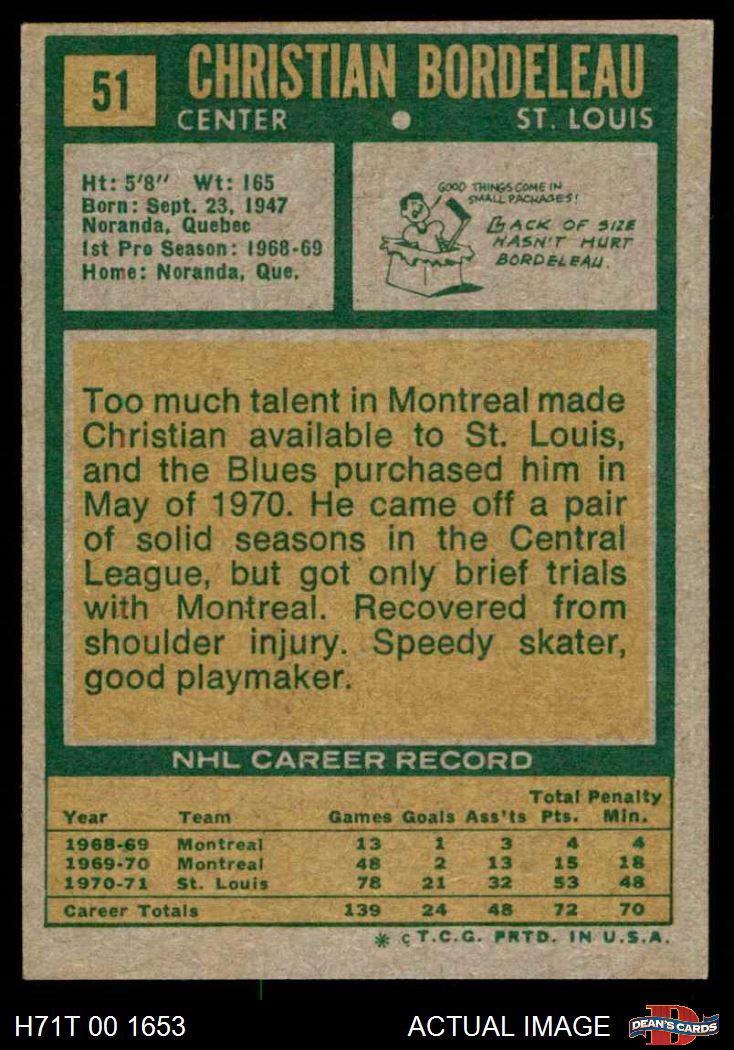 51
CHRISTIAN BORDELEAU
CENTER ● ST. LOUIS
Ht: 5'8" Wt: 165
Born: Sept. 23, 1947
Noranda, Quebec
1st Pro Season: 1968-69
Home: Noranda, Que.
GOOD THINGS COME IN
SMALL PACKAGES!
LACK OF SIZE
HASN'T HURT
BORDELEAU.
Too much talent in Montreal made
Christian available to St. Louis,
and the Blues purchased him in
May of 1970. He came off a pair
of solid seasons in the Central
League, but got only brief trials
with Montreal. Recovered from
shoulder injury. Speedy skater,
good playmaker.
NHL CAREER RECORD
Total Penalty
Year Team Games Goals Ass'ts Pts. Min.
1968-69 Montreal 13 1 3 4 4
1969-70 Montreal 48 2 13 15 18
1970-71 St. Louis 78 21 32 53 48
Career Totals 139 24 48 72 70
* © T.C.G. PRTD. IN U.S.A.
H71T 00 1653 ACTUAL IMAGE
DEAN'S CARDS